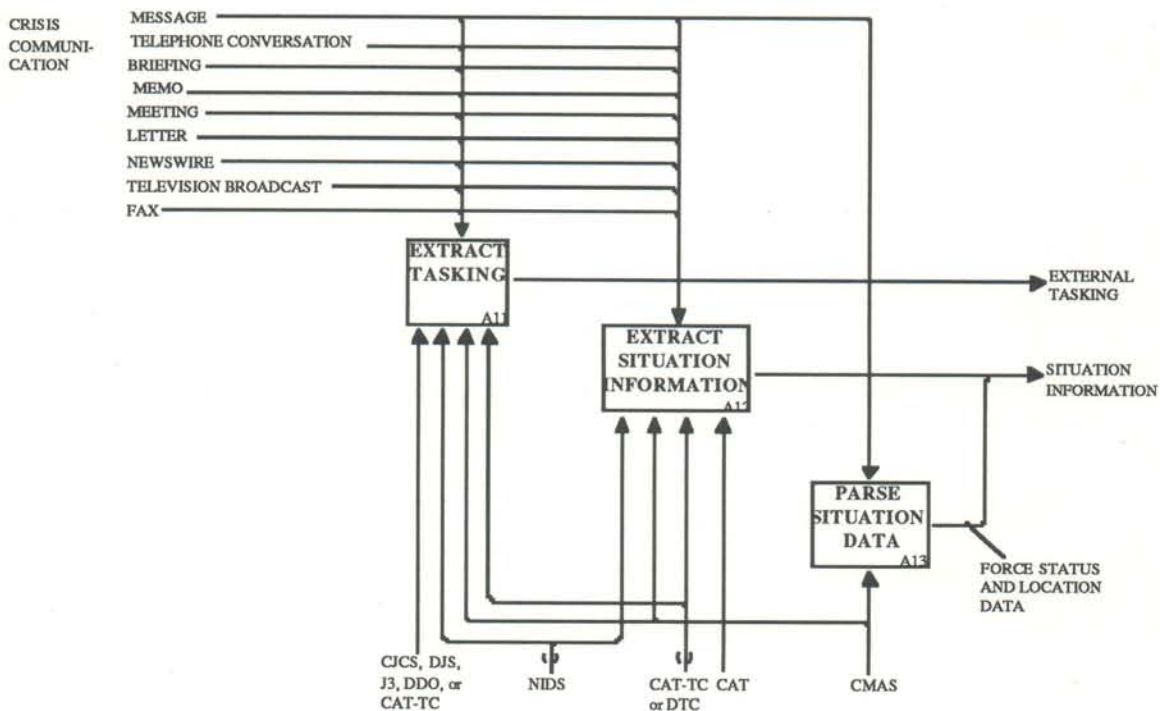 CRISIS
COMMUNI-
CATION
MESSAGE
TELEPHONE CONVERSATION
BRIEFING
MEMO
MEETING
LETTER
NEWSWIRE
TELEVISION BROADCAST
FAX
EXTRACT
TASKING
A11
EXTERNAL
TASKING
EXTRACT
SITUATION
INFORMATION
A12
SITUATION
INFORMATION
PARSE
SITUATION
DATA
A13
FORCE STATUS
AND LOCATION
DATA
CJCS, DJS,
J3, DDO, or
CAT-TC
NIDS
CAT-TC
or DTC
CAT
CMAS